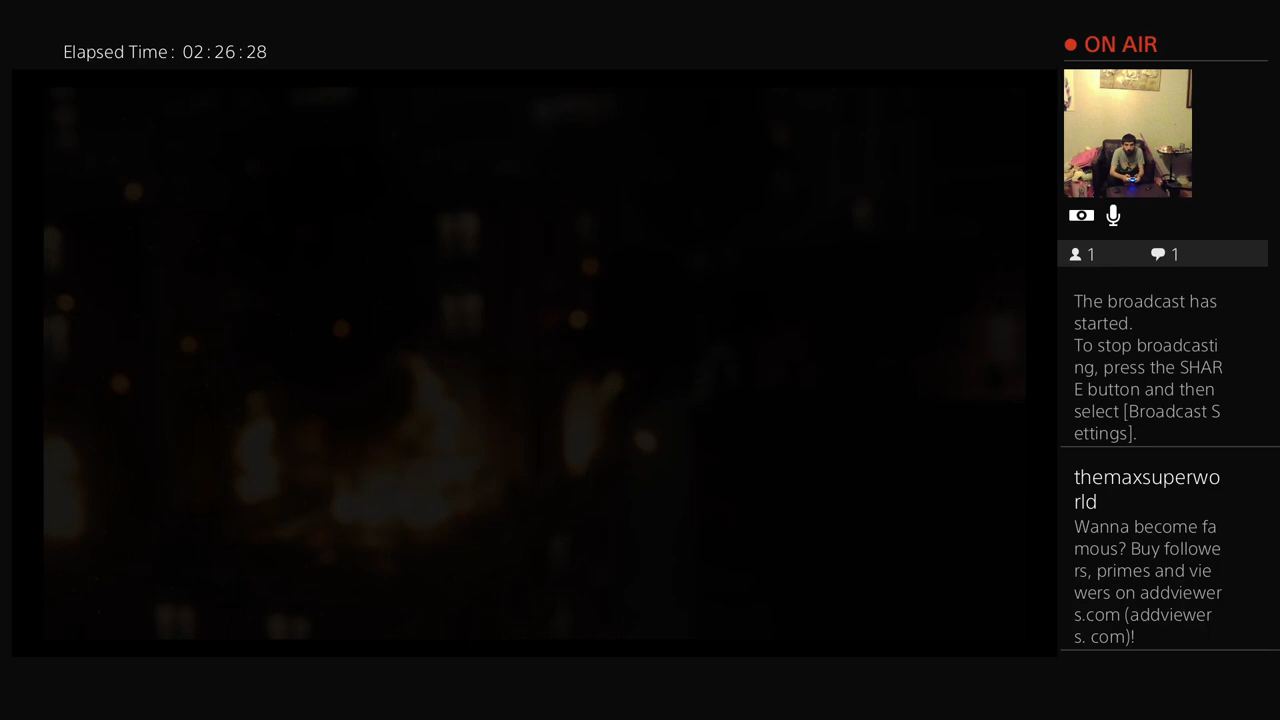 Elapsed Time: 02:26:28
ON AIR
1 1
The broadcast has
started.
To stop broadcasti
ng, press the SHAR
E button and then
select [Broadcast S
ettings].
themaxsuperwo
rld
Wanna become fa
mous? Buy followe
rs, primes and vie
wers on addviewer
s.com (addviewer
s. com)!